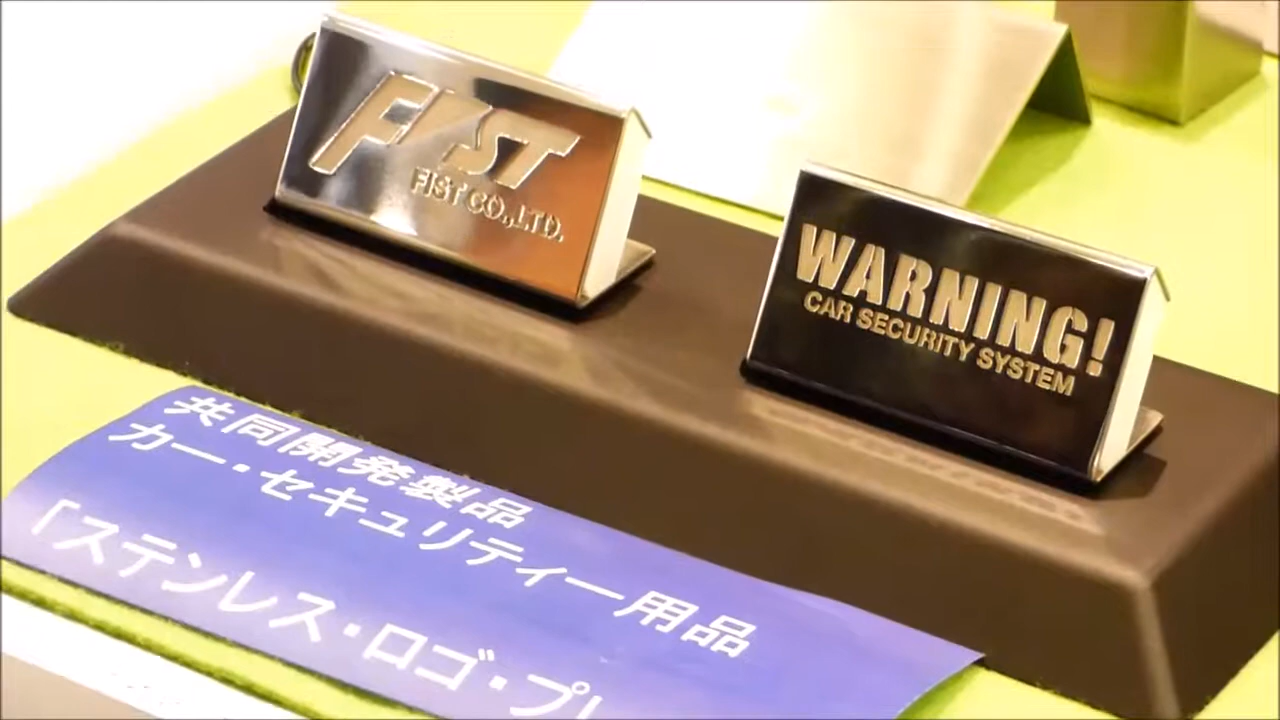 FIST
FIST CO.,LTD.
WARNING!
CAR SECURITY SYSTEM
共同開発製品
カー・セキュリティー用品
「ステンレス・ロゴ・プ